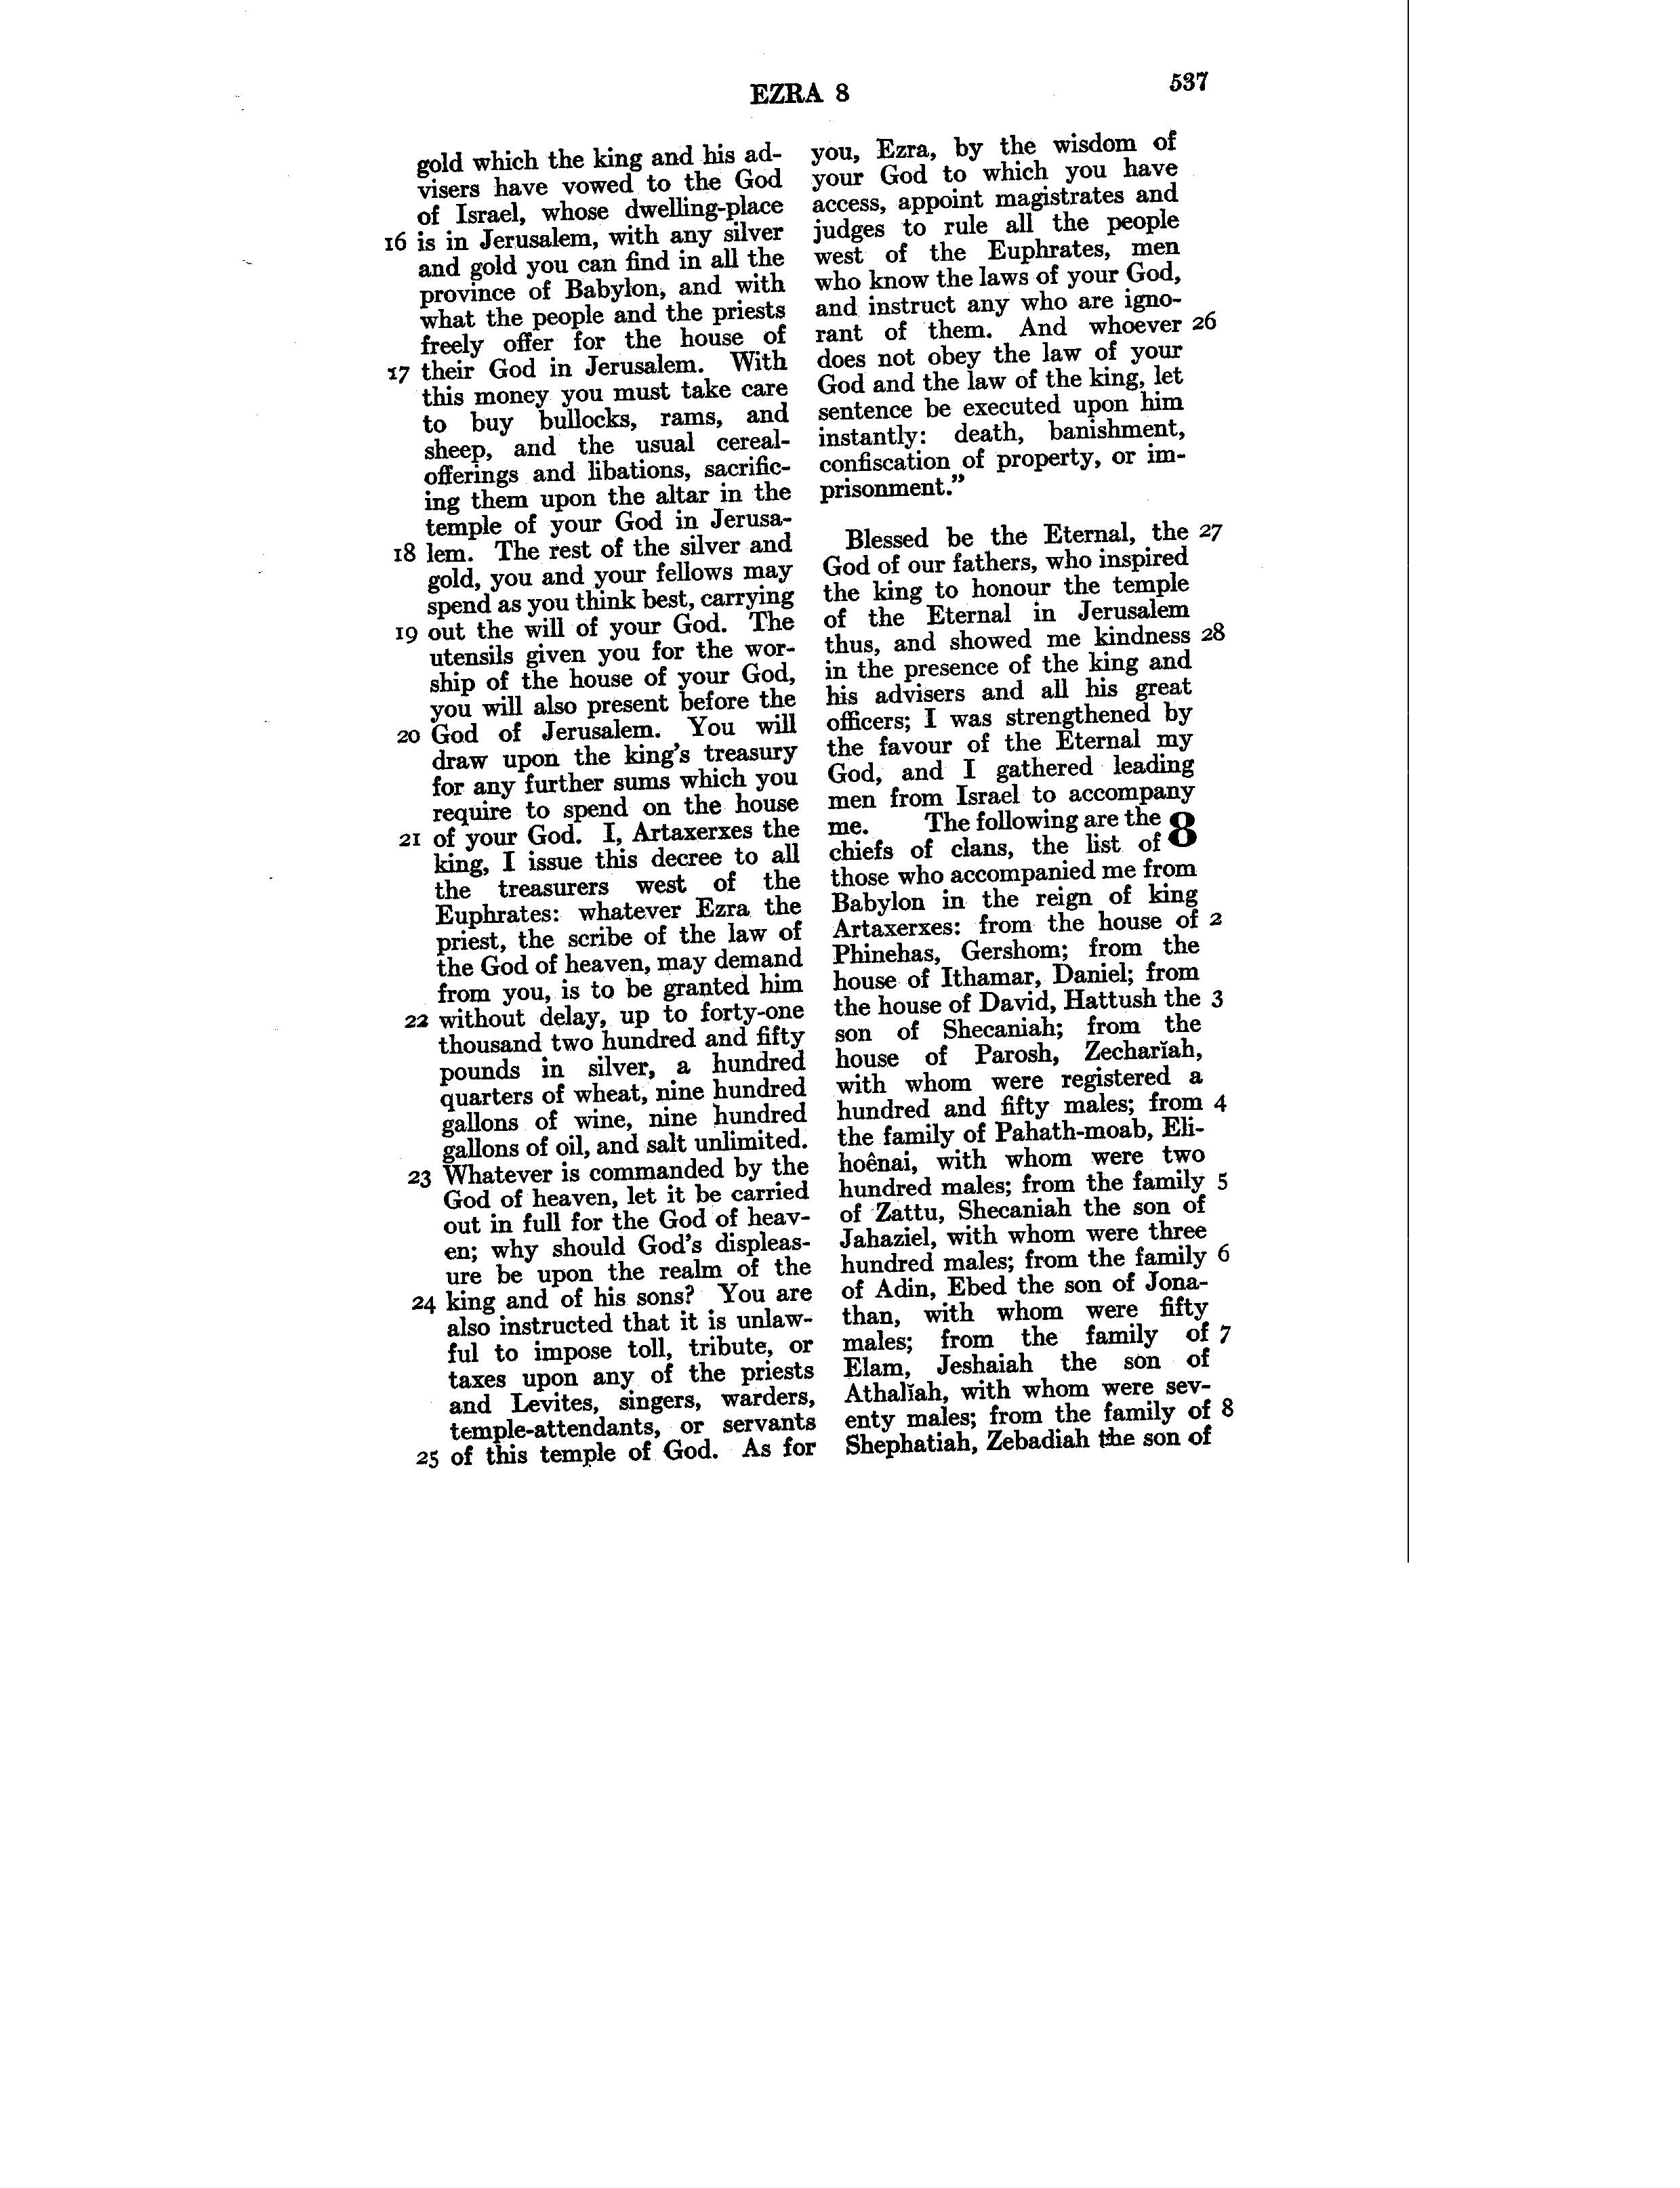 EZRA 8
537
gold which the king and his ad-
visers have vowed to the God
of Israel, whose dwelling-place
16 is in Jerusalem, with any silver
and gold you can find in all the
province of Babylon, and with
what the people and the priests
freely offer for the house of
17 their God in Jerusalem. With
this money you must take care
to buy bullocks, rams, and
sheep, and the usual cereal-
offerings and libations, sacrific-
ing them upon the altar in the
temple of your God in Jerusa-
18 lem. The rest of the silver and
gold, you and your fellows may
spend as you think best, carrying
19 out the will of your God. The
utensils given you for the wor-
ship of the house of your God,
you will also present before the
20 God of Jerusalem. You will
draw upon the king's treasury
for any further sums which you
require to spend on the house
21 of your God. I, Artaxerxes the
king, I issue this decree to all
the treasurers west of the
Euphrates: whatever Ezra the
priest, the scribe of the law of
the God of heaven, may demand
from you, is to be granted him
22 without delay, up to forty-one
thousand two hundred and fifty
pounds in silver, a hundred
quarters of wheat, nine hundred
gallons of wine, nine hundred
gallons of oil, and salt unlimited.
23 Whatever is commanded by the
God of heaven, let it be carried
out in full for the God of heav-
en; why should God's displeas-
ure be upon the realm of the
24 king and of his sons? You are
also instructed that it is unlaw-
ful to impose toll, tribute, or
taxes upon any of the priests
and Levites, singers, warders,
temple-attendants, or servants
25 of this temple of God. As for
you, Ezra, by the wisdom of
your God to which you have
access, appoint magistrates and
judges to rule all the people
west of the Euphrates, men
who know the laws of your God,
and instruct any who are igno-
rant of them. And whoever 26
does not obey the law of your
God and the law of the king, let
sentence be executed upon him
instantly: death, banishment,
confiscation of property, or im-
prisonment."
Blessed be the Eternal, the 27
God of our fathers, who inspired
the king to honour the temple
of the Eternal in Jerusalem
thus, and showed me kindness 28
in the presence of the king and
his advisers and all his great
officers; I was strengthened by
the favour of the Eternal my
God, and I gathered leading
men from Israel to accompany
me. The following are the 8
chiefs of clans, the list of
those who accompanied me from
Babylon in the reign of king
Artaxerxes: from the house of 2
Phinehas, Gershom; from the
house of Ithamar, Daniel; from
the house of David, Hattush the 3
son of Shecaniah; from the
house of Parosh, Zecharĭah,
with whom were registered a
hundred and fifty males; from 4
the family of Pahath-moab, Eli-
hoênai, with whom were two
hundred males; from the family 5
of Zattu, Shecaniah the son of
Jahaziel, with whom were three
hundred males; from the family 6
of Adin, Ebed the son of Jona-
than, with whom were fifty
males; from the family of 7
Elam, Jeshaiah the son of
Athalĭah, with whom were sev-
enty males; from the family of 8
Shephatiah, Zebadiah the son of